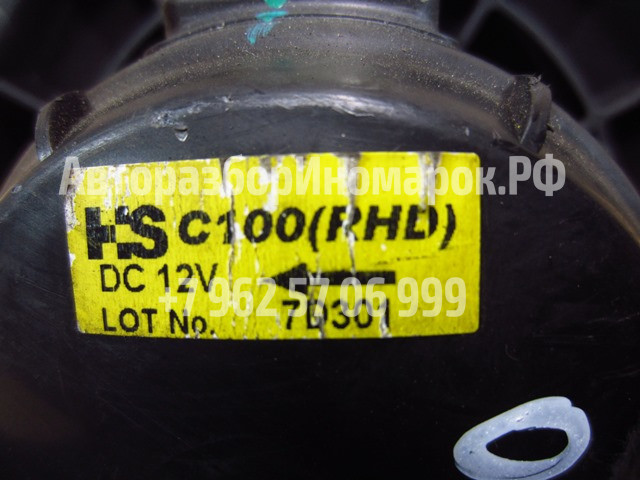 АвторазборИномарок.РФ
HS C100(RHD)
DC 12V
+7 962 57 06 999
LOT No. 7D301